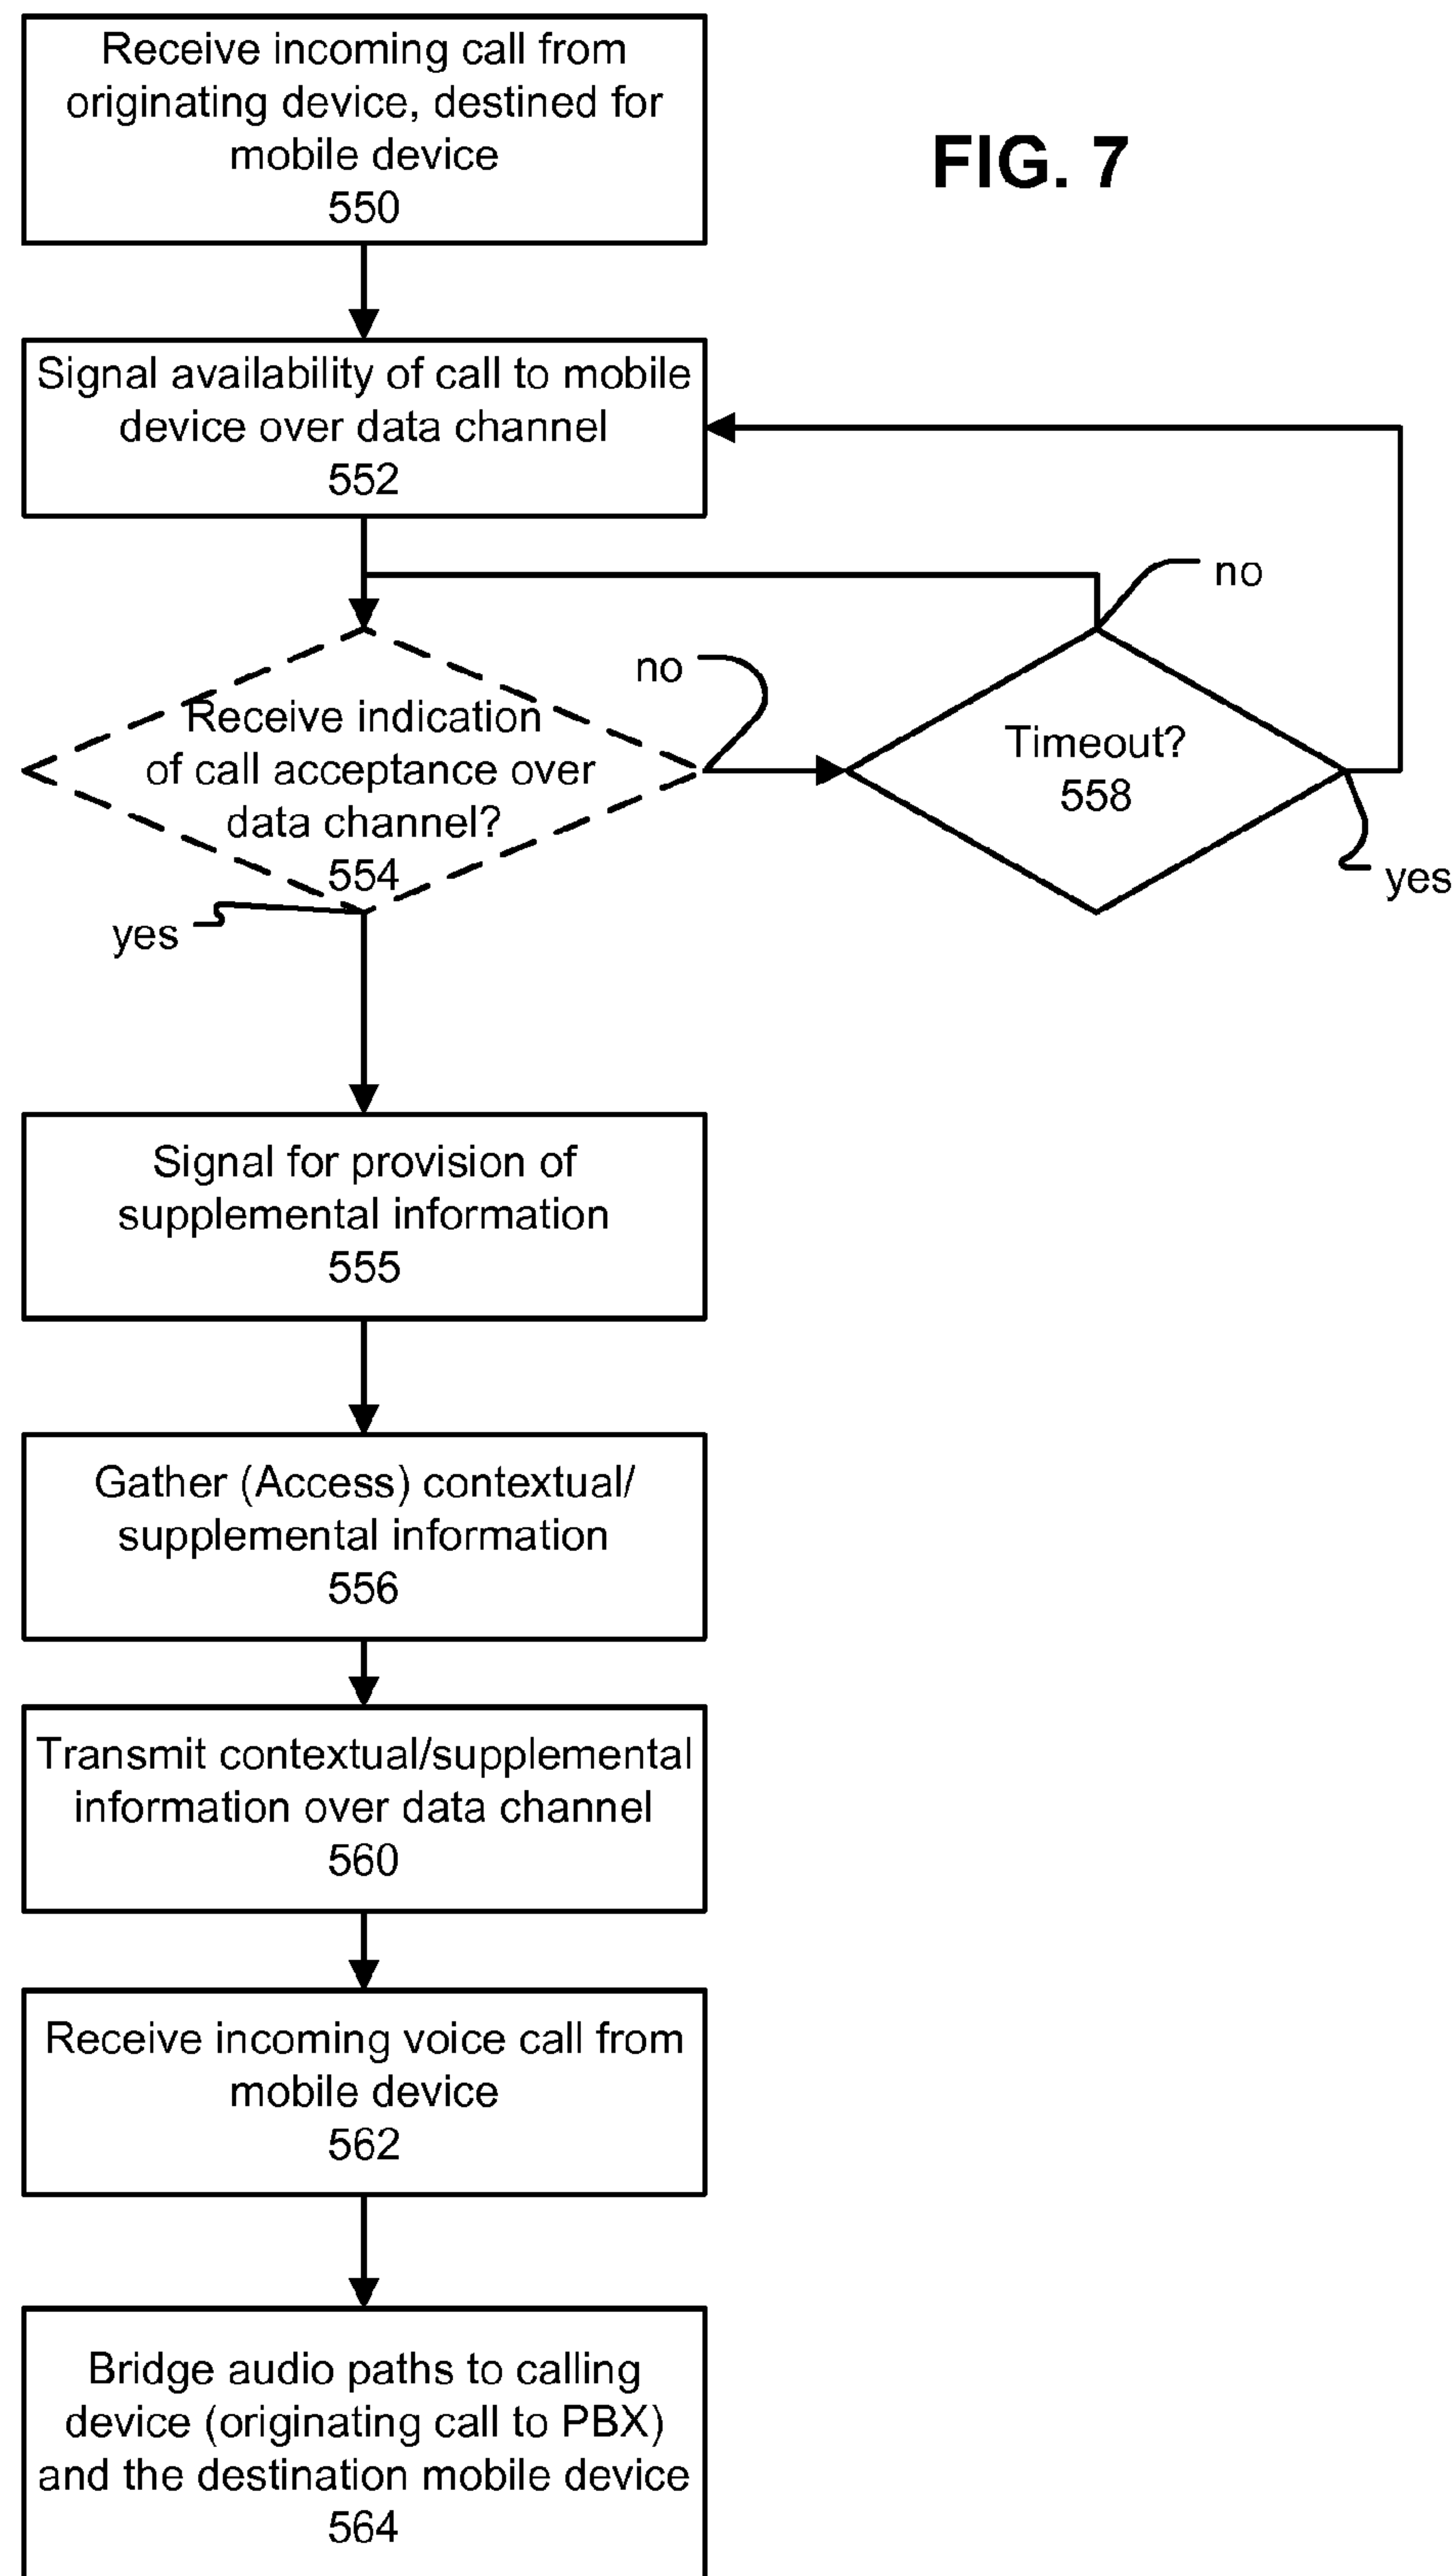 Receive incoming call from
originating device, destined for
mobile device
550
FIG. 7
Signal availability of call to mobile
device over data channel
552
no
no
Receive indication
of call acceptance over
data channel?
554
Timeout?
558
yes
yes
Signal for provision of
supplemental information
555
Gather (Access) contextual/
supplemental information
556
Transmit contextual/supplemental
information over data channel
560
Receive incoming voice call from
mobile device
562
Bridge audio paths to calling
device (originating call to PBX)
and the destination mobile device
564